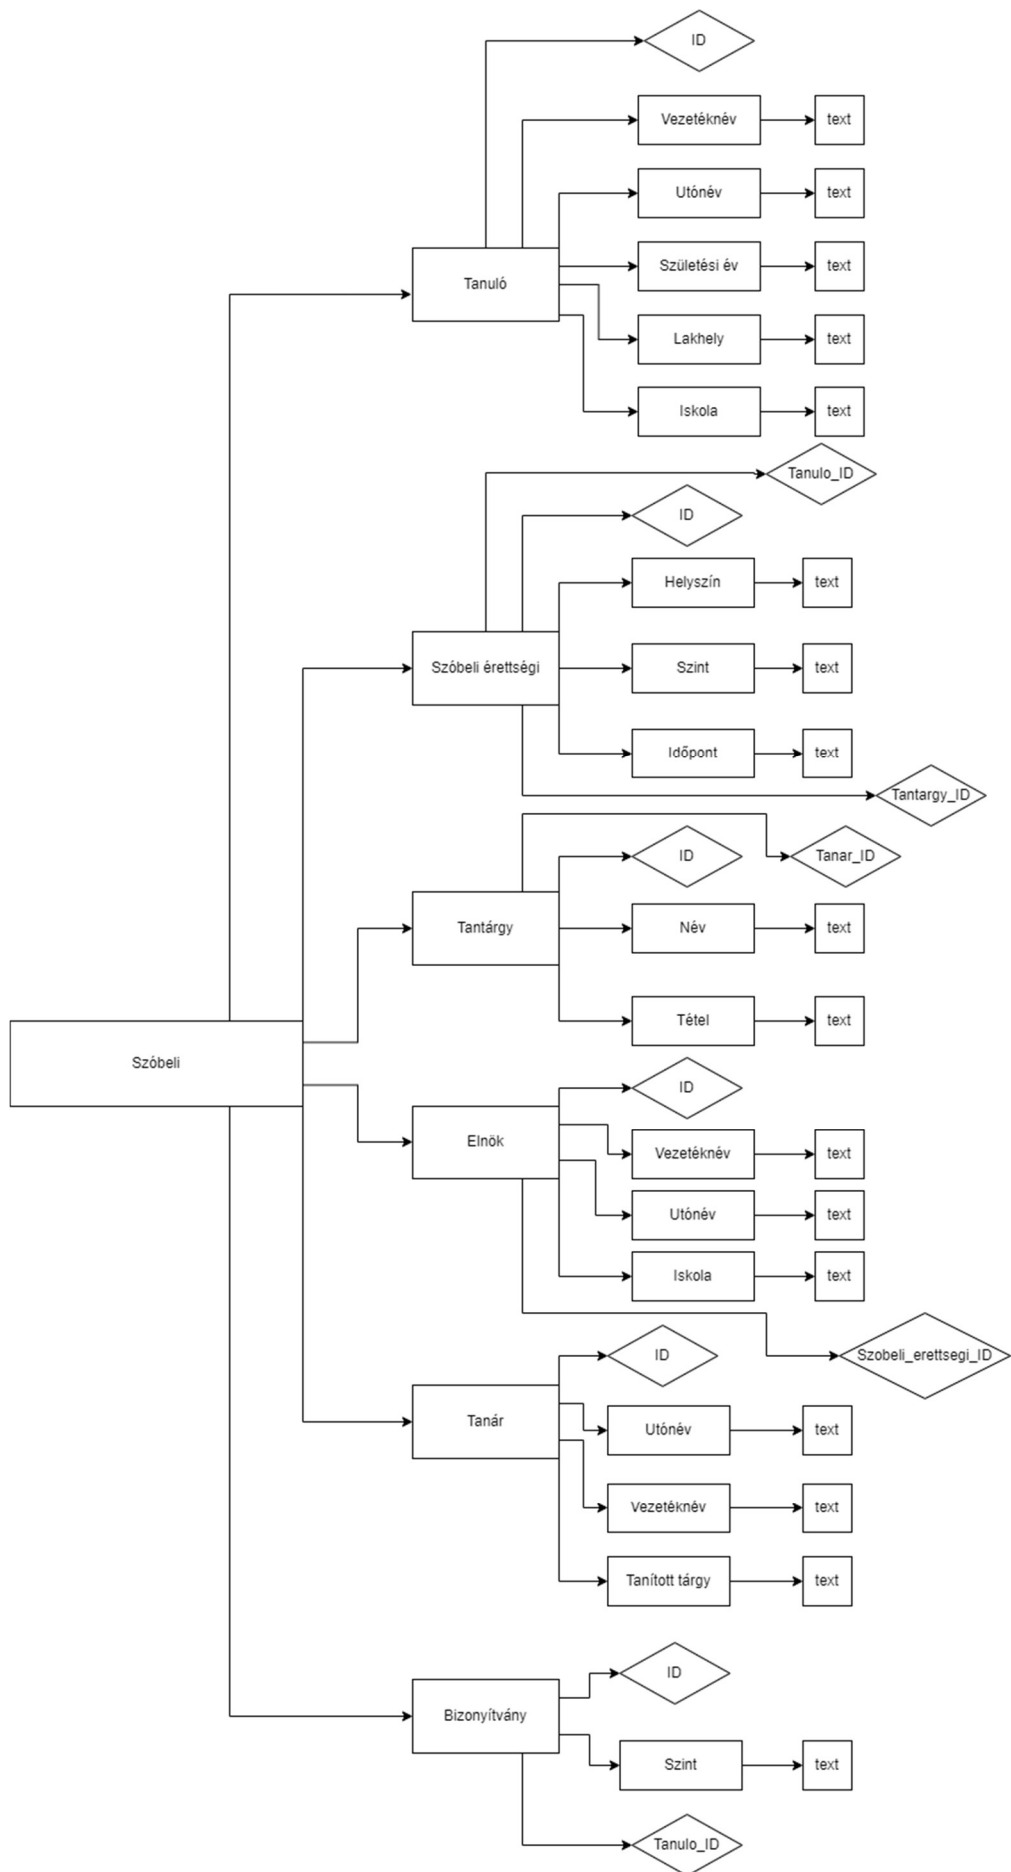 ID
Vezetéknév text
Utónév text
Születési év text
Tanuló
Lakhely text
Iskola text
Tanulo_ID
ID
Helyszín text
Szóbeli érettségi
Szint text
Időpont text
Tantargy_ID
ID
Tanar_ID
Tantárgy
Név text
Tétel text
Szóbeli
ID
Elnök
Vezetéknév text
Utónév text
Iskola text
Szobeli_erettsegi_ID
ID
Tanár
Utónév text
Vezetéknév text
Tanított tárgy text
ID
Bizonyítvány
Szint text
Tanulo_ID